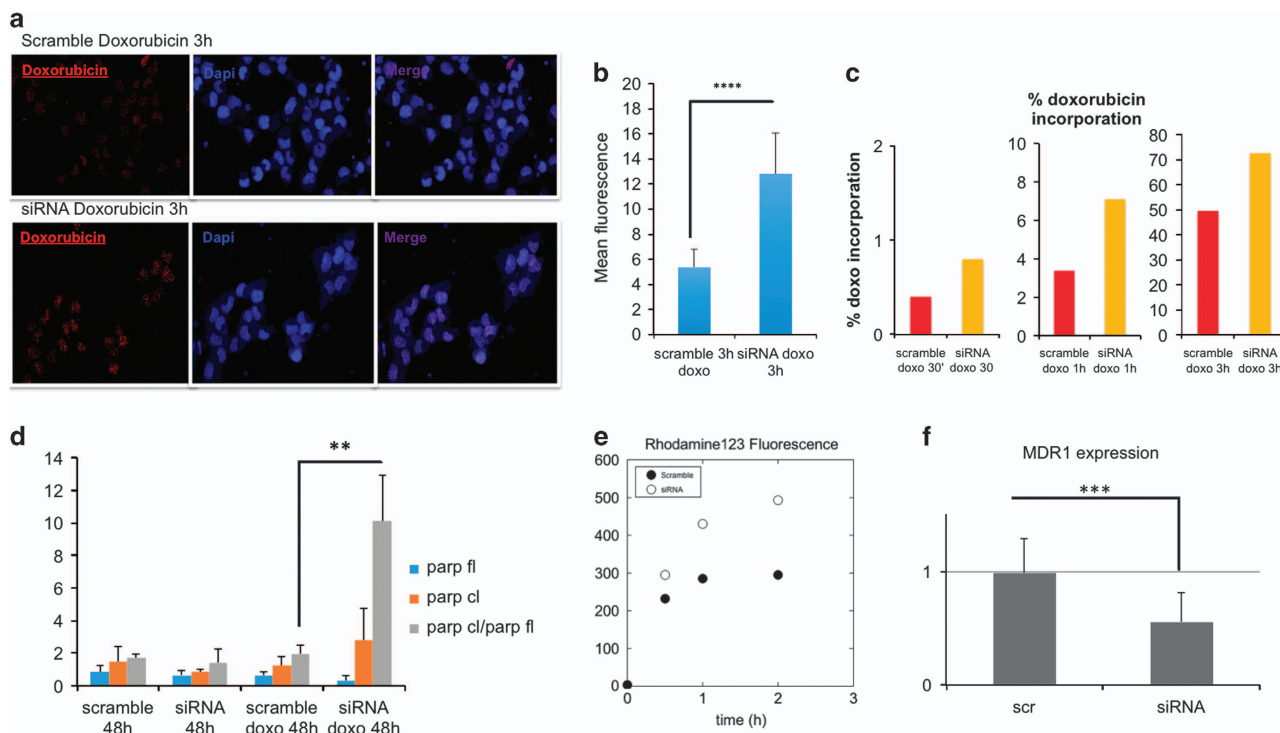 a
Scramble Doxorubicin 3h
Doxorubicin
Dapi
Merge
siRNA Doxorubicin 3h
Doxorubicin
Dapi
Merge
b
****
Mean fluorescence
20
18
16
14
12
10
8
6
4
2
0
scramble 3h siRNA doxo
doxo 3h
c
% doxorubicin
incorporation
% doxo incorporation
2
1
0
scramble siRNA
doxo 30' doxo 30
10
8
6
4
2
0
scramble siRNA
doxo 1h doxo 1h
80
70
60
50
40
30
20
10
0
scramble siRNA
doxo 3h doxo 3h
d
**
14
12
10
8
6
4
2
0
scramble siRNA scramble siRNA
48h 48h doxo 48h doxo 48h
parp fl
parp cl
parp cl/parp fl
e
Rhodamine123 Fluorescence
600
500
400
300
200
100
0
Scramble
siRNA
0 1 2 3
time (h)
f
MDR1 expression
***
1
0
scr siRNA